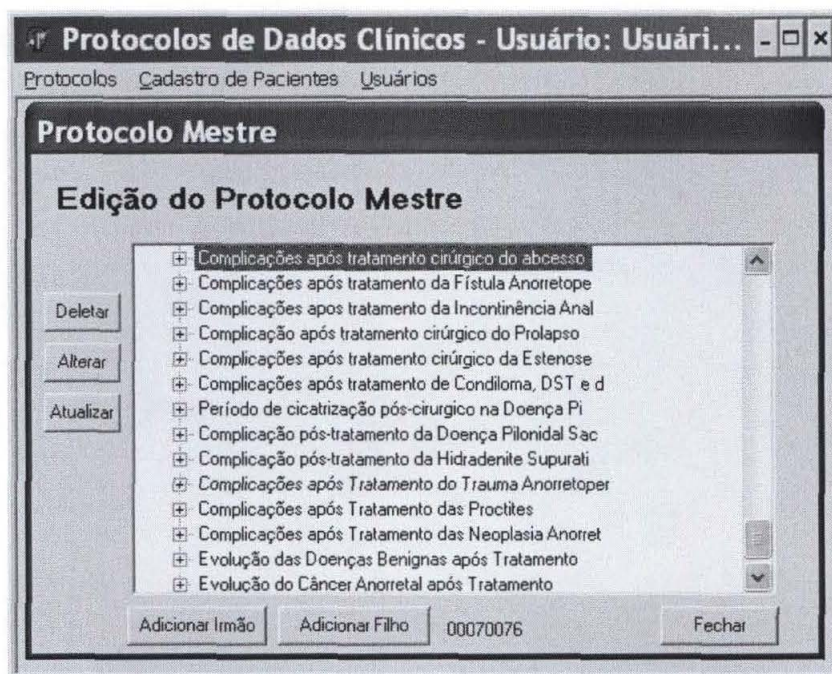 Protocolos de Dados Clínicos - Usuário: Usuári...
Protocolos Cadastro de Pacientes Usuários
Protocolo Mestre
Edição do Protocolo Mestre
Complicações após tratamento cirúrgico do abcesso
Complicações após tratamento da Fístula Anorretope
Complicações apos tratamento da Incontinência Anal
Complicação após tratamento cirúrgico do Prolapso
Complicações após tratamento cirúrgico da Estenose
Complicações após tratamento de Condiloma, DST e d
Período de cicatrização pós-cirurgico na Doença Pi
Complicação pós-tratamento da Doença Pilonidal Sac
Complicação pós-tratamento da Hidradenite Supurati
Complicações após Tratamento do Trauma Anorretoper
Complicações após Tratamento das Proctites
Complicações após Tratamento das Neoplasia Anorret
Evolução das Doenças Benignas após Tratamento
Evolução do Câncer Anorretal após Tratamento
Deletar
Alterar
Atualizar
Adicionar Irmão Adicionar Filho 00070076 Fechar